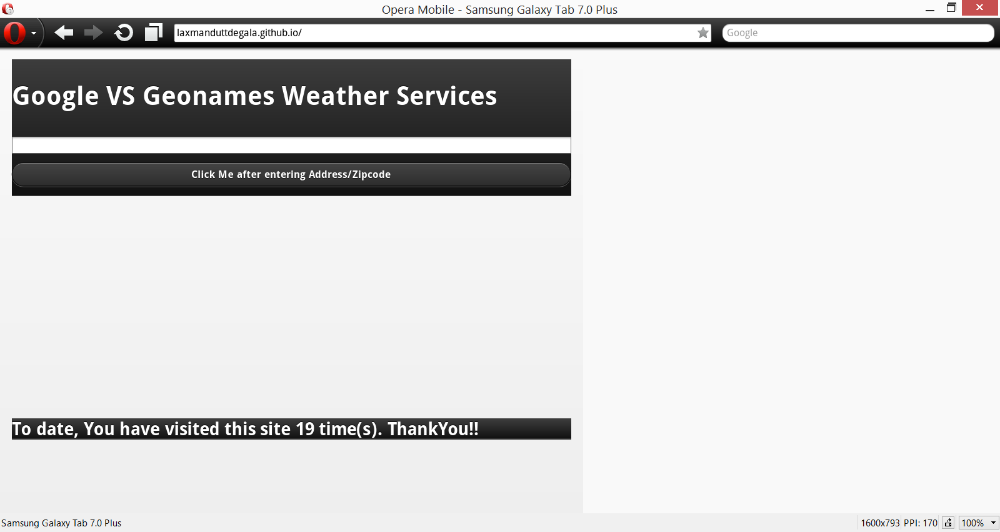 Opera Mobile - Samsung Galaxy Tab 7.0 Plus
laxmanduttdegala.github.io/
Google
Google VS Geonames Weather Services
Click Me after entering Address/Zipcode
To date, You have visited this site 19 time(s). ThankYou!!
Samsung Galaxy Tab 7.0 Plus
1600x793 PPI: 170 100%